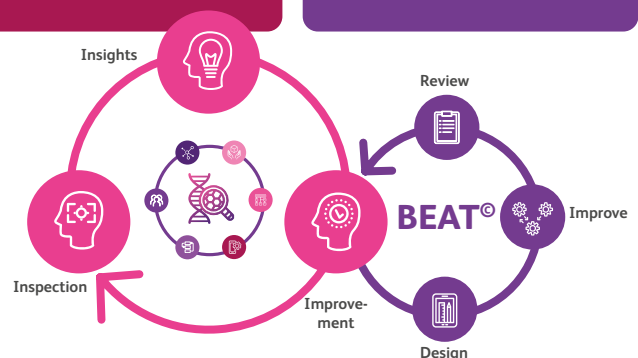 Insights
Review
BEAT©
Improve
Inspection
Improve-
ment
Design